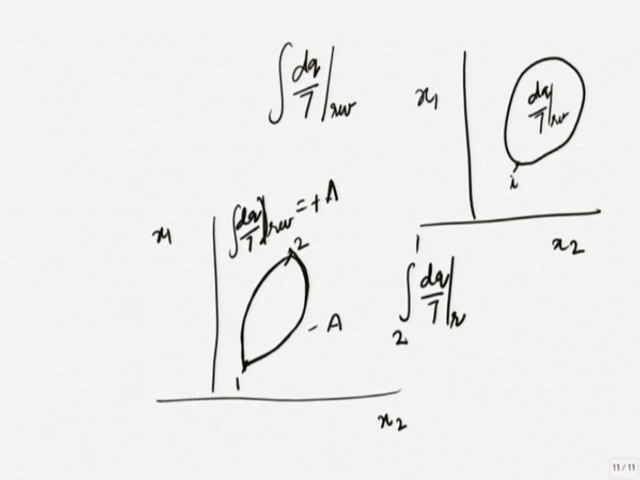 ∫ dq/T |rev
x1
dq/T |rev
i
x2
∫ dq/T |rev = + A
x1
2
1
∫ dq/T |r
2
- A
1
x2
11 / 11